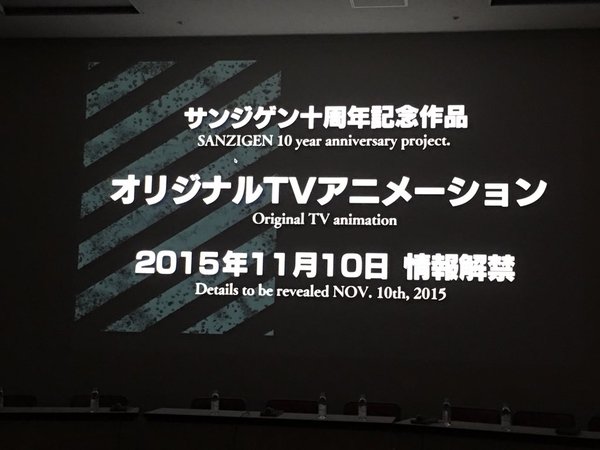 サンジゲン十周年記念作品
SANZIGEN 10 year anniversary project.
オリジナルTVアニメーション
Original TV animation
2015年11月10日 情報解禁
Details to be revealed NOV. 10th, 2015